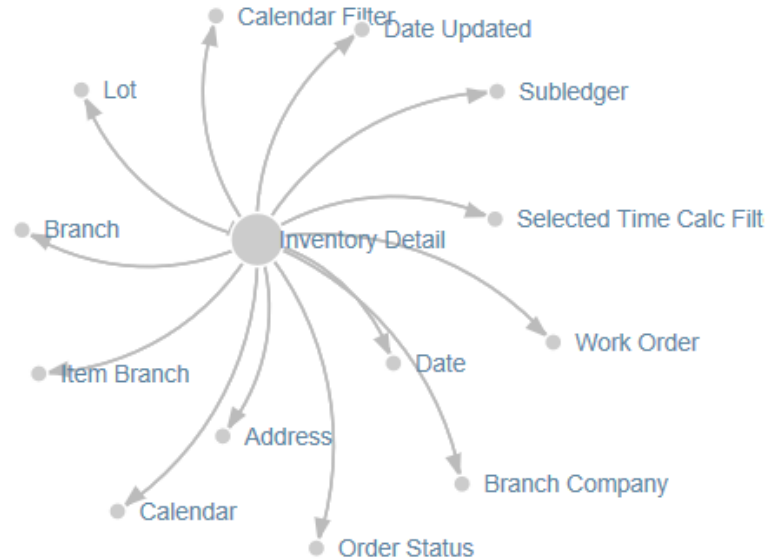 Calendar Filter
Date Updated
Lot
Subledger
Selected Time Calc Filt
Branch
Inventory Detail
Work Order
Date
Item Branch
Address
Branch Company
Calendar
Order Status